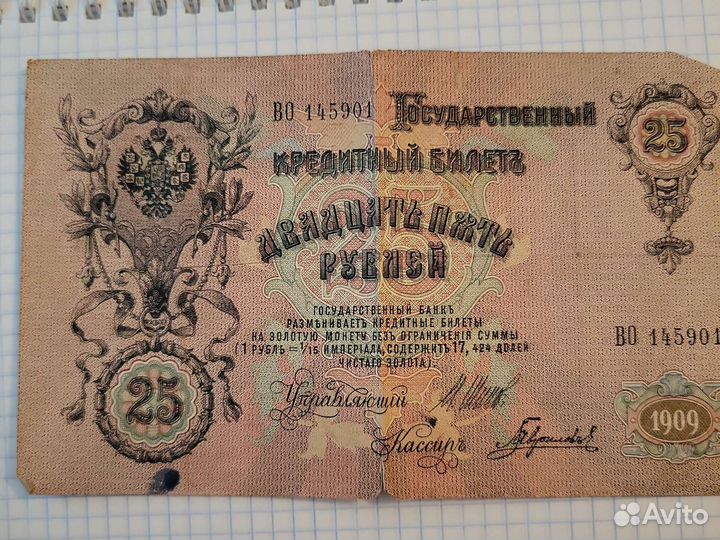 ВО 145901 Государственный
25
Кредитный Билетъ
Двадцать пять
рублей
Государственный Банкъ
размѣниваетъ кредитные билеты
на золотую монету безъ ограниченія суммы
(1 рубль = 1/15 империала, содержитъ 17,424 долей
чистаго золота).
ВО 145901
25
Управляющій
Кассиръ
1909
Avito